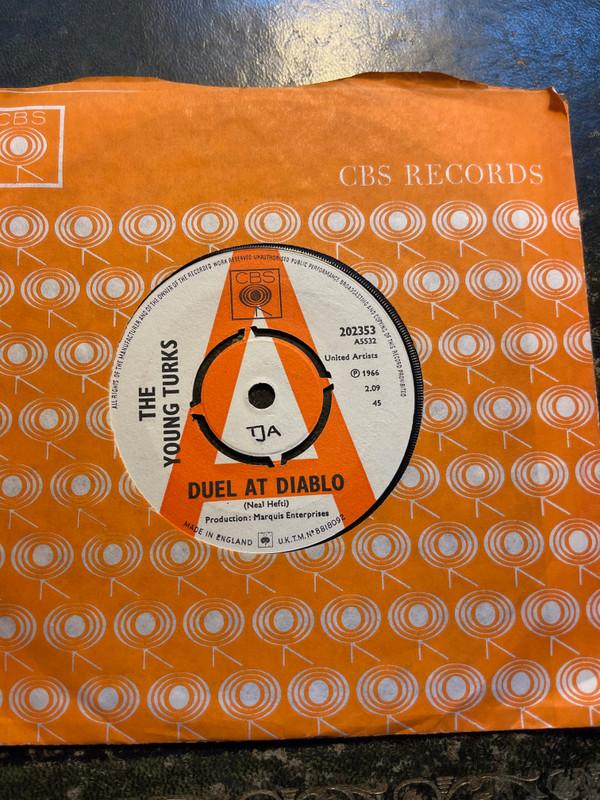 CBS
CBS RECORDS
ALL RIGHTS OF THE MANUFACTURER AND OF THE OWNER OF THE RECORDED WORK RESERVED UNAUTHORISED PUBLIC PERFORMANCE BROADCASTING AND COPYING OF THIS RECORD PROHIBITED
CBS
202353
AS532
United Artists
℗ 1966
2.09
45
THE
YOUNG TURKS
TJA
DUEL AT DIABLO
(Neal Hefti)
Production: Marquis Enterprises
MADE IN ENGLAND U.K.T.M. Nº 8818092